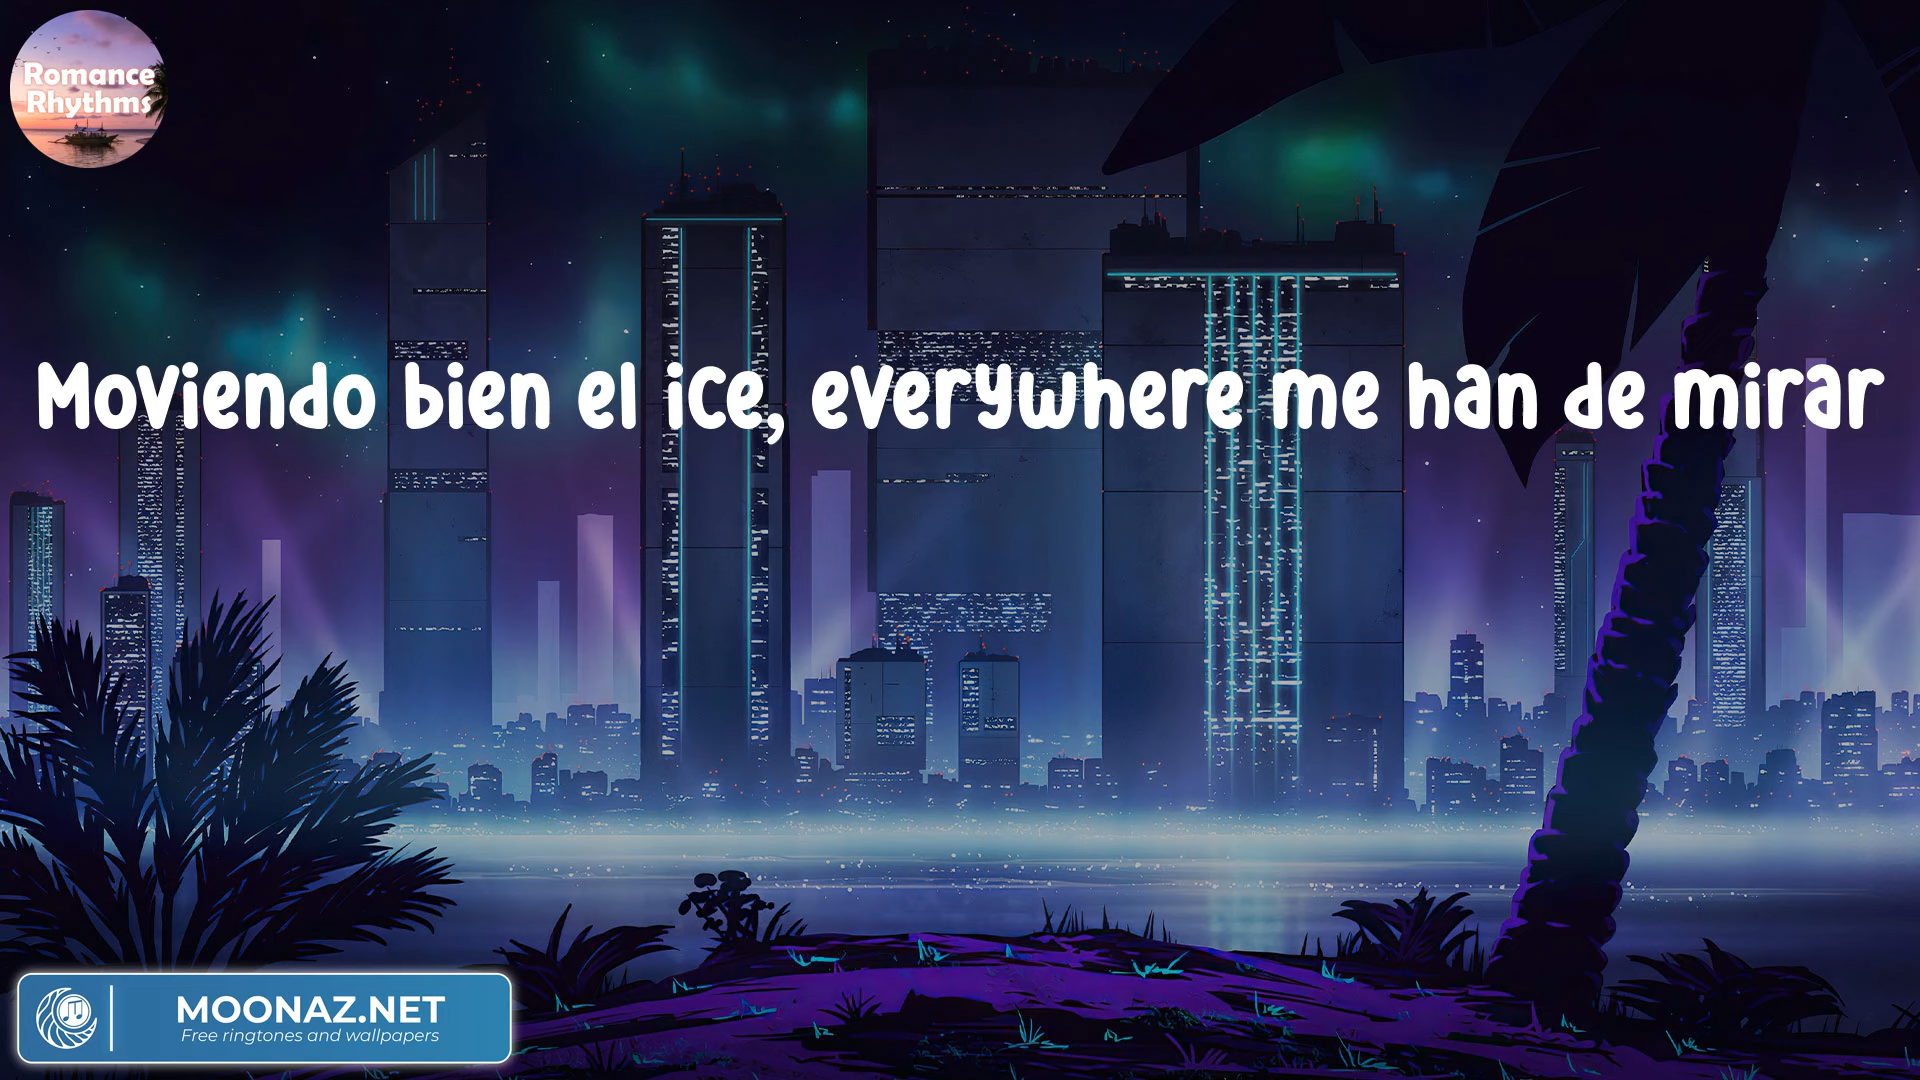 Romance
Rhythms
Moviendo bien el ice, everywhere me han de mirar
MOONAZ.NET
Free ringtones and wallpapers